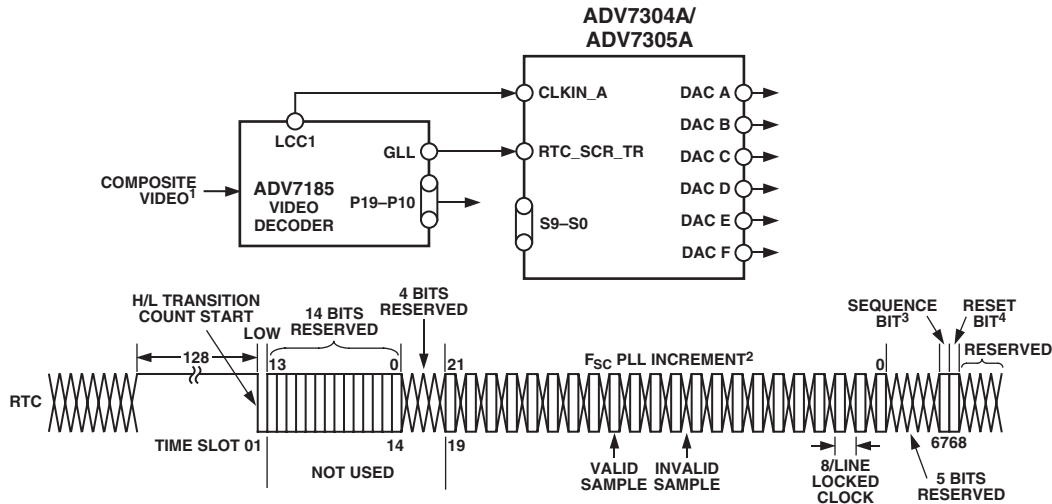 ADV7304A/
ADV7305A
CLKIN_A
DAC A
DAC B
LCC1
GLL
RTC_SCR_TR
DAC C
COMPOSITE
VIDEO1
ADV7185
VIDEO
DECODER
P19–P10
DAC D
S9–S0
DAC E
DAC F
H/L TRANSITION
COUNT START
LOW
14 BITS
RESERVED
4 BITS
RESERVED
SEQUENCE
BIT3
RESET
BIT4
RESERVED
128
13
0
21
FSC PLL INCREMENT2
0
RTC
TIME SLOT 01
14
19
6768
NOT USED
VALID
SAMPLE
INVALID
SAMPLE
8/LINE
LOCKED
CLOCK
5 BITS
RESERVED